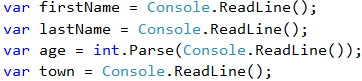 var firstName = Console.ReadLine();
var lastName = Console.ReadLine();
var age = int.Parse(Console.ReadLine());
var town = Console.ReadLine();